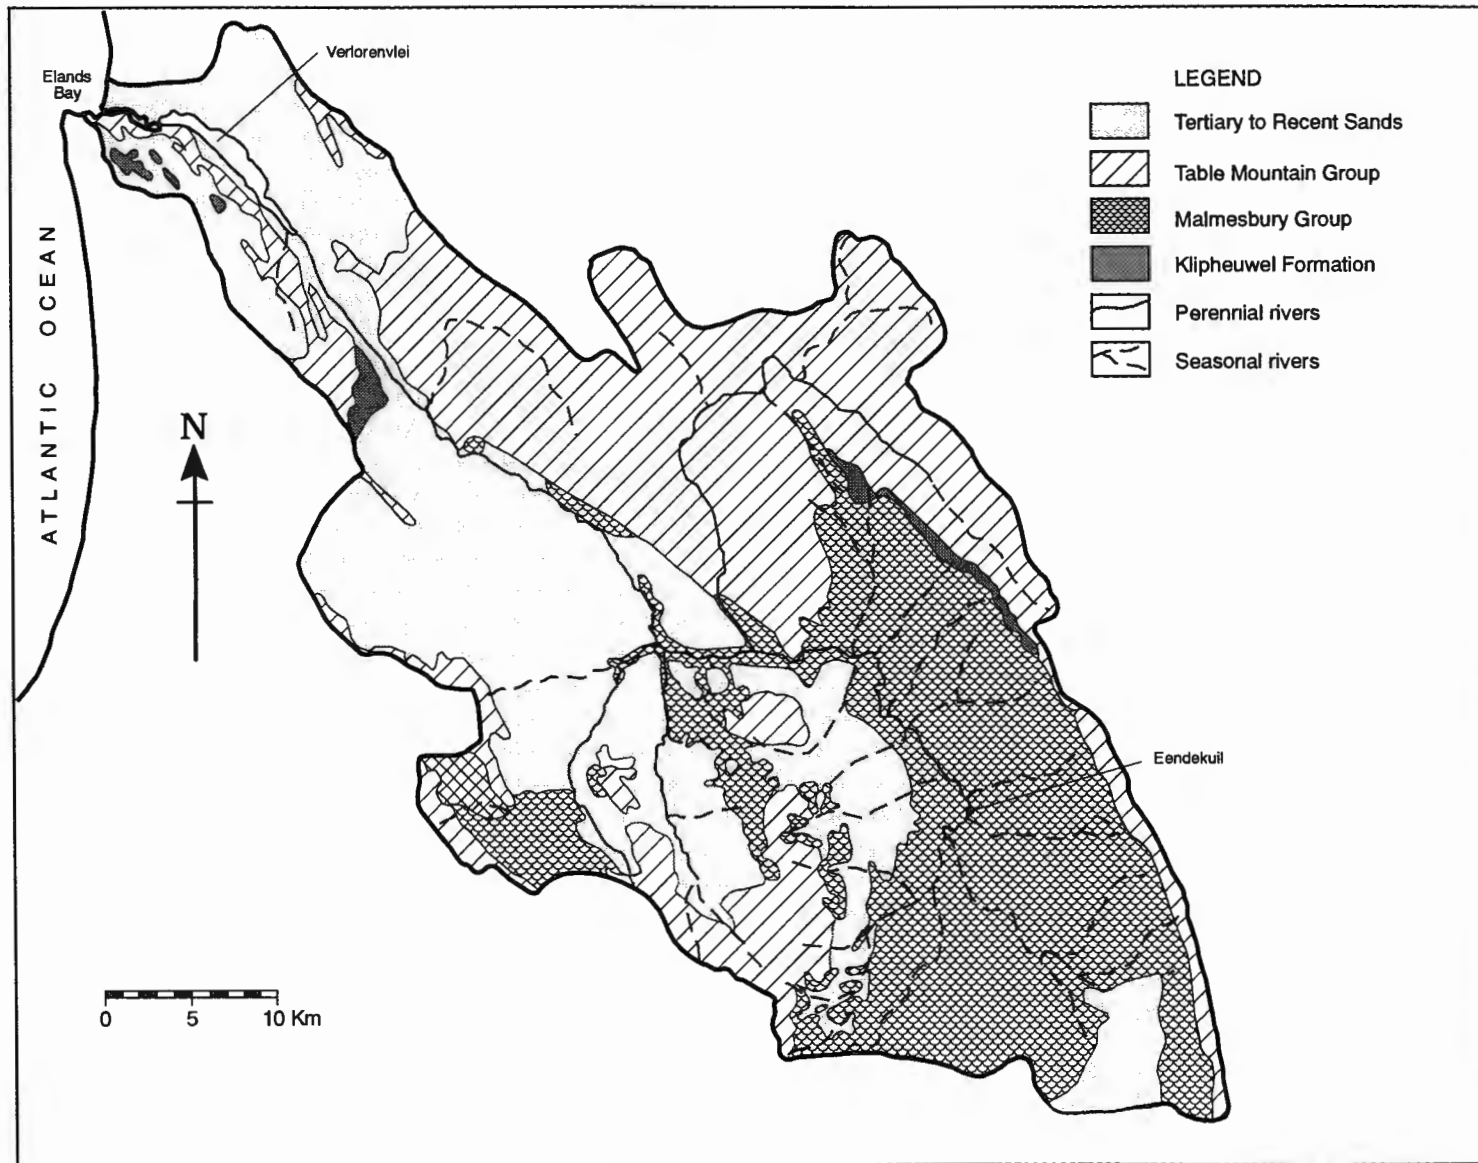 Verlorenvlei
Elands
Bay
ATLANTIC OCEAN
N
LEGEND
Tertiary to Recent Sands
Table Mountain Group
Malmesbury Group
Klipheuwel Formation
Perennial rivers
Seasonal rivers
Eendekuil
0 5 10 Km